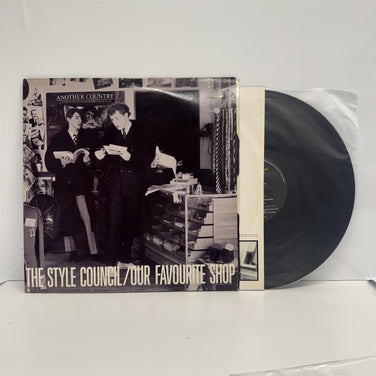 ANOTHER COUNTRY
THE STYLE COUNCIL/OUR FAVOURITE SHOP